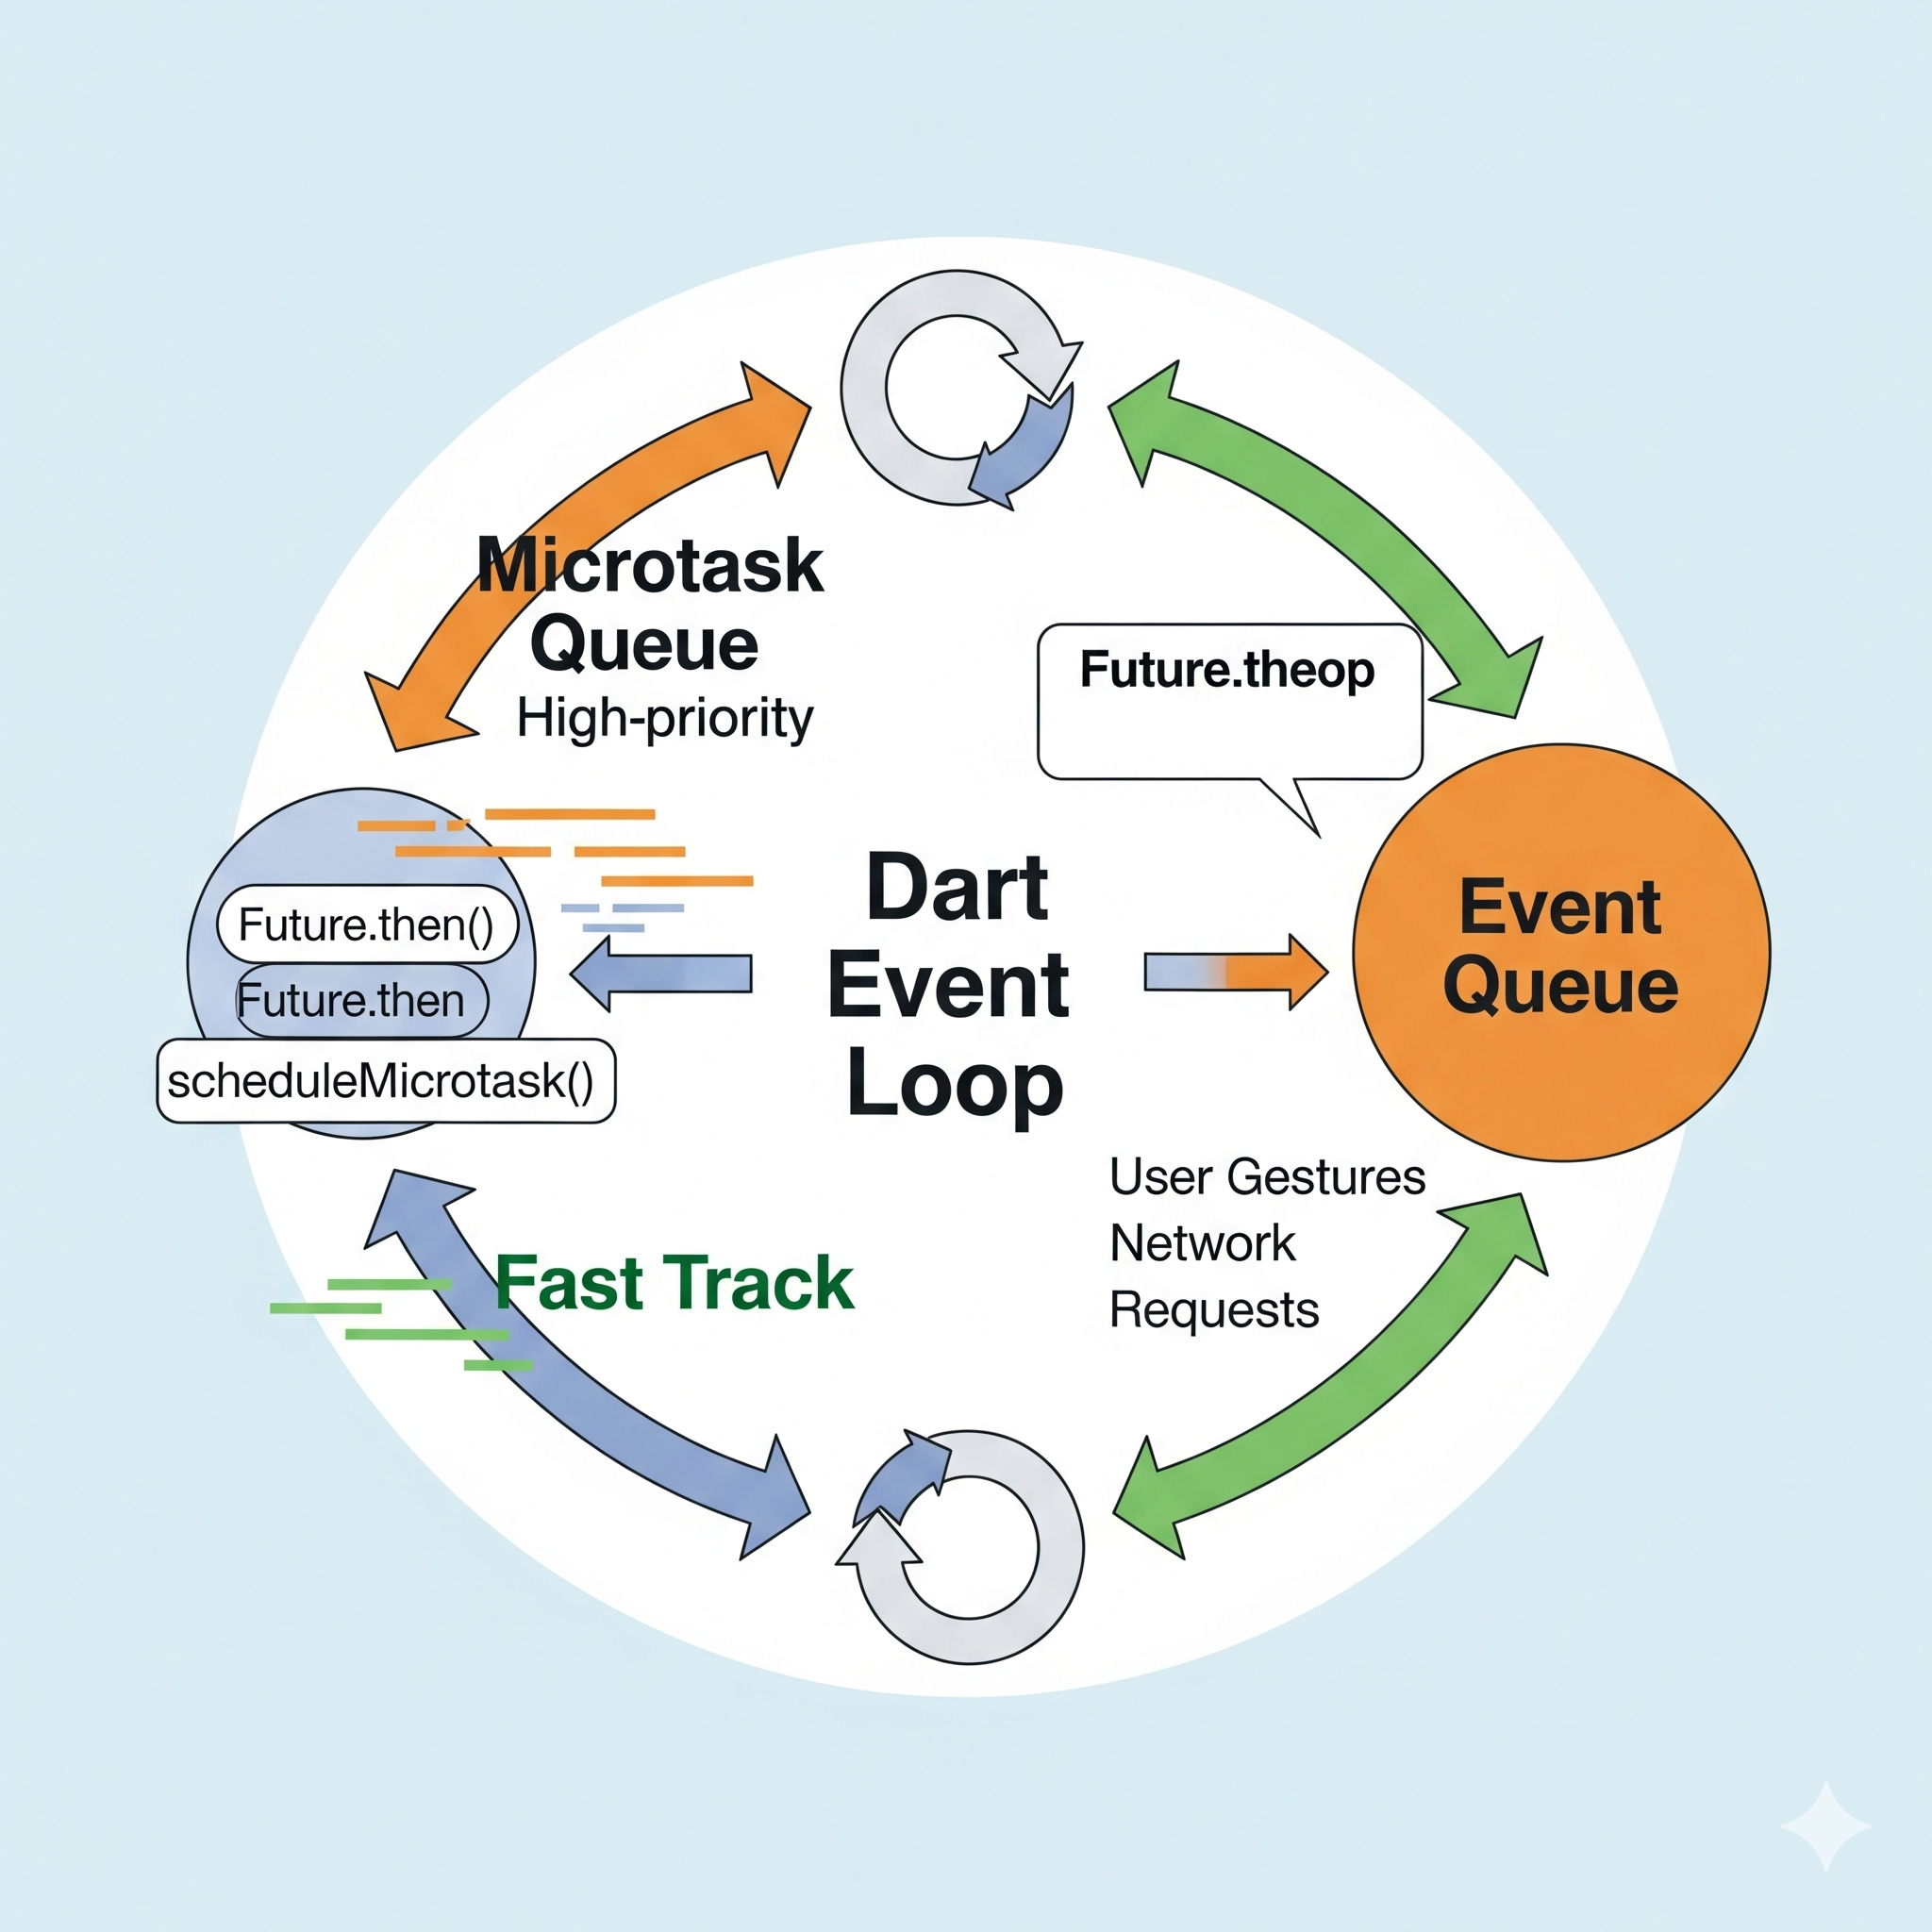 Microtask
Queue
High-priority
Future.theop
Future.then()
Future.then
scheduleMicrotask()
Dart
Event
Loop
Event
Queue
User Gestures
Network
Requests
Fast Track